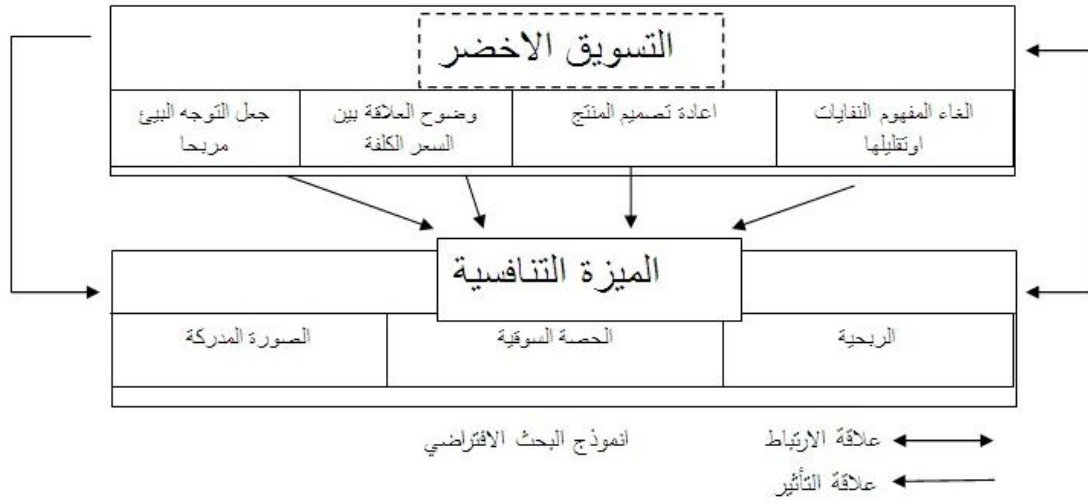 التسويق الاخضر
الغاء المفهوم النفايات
اوتقليلها
اعادة تصميم المنتج
وضوح العلاقة بين
السعر الكلفة
جعل التوجه البيئ
مربحا
الميزة التنافسية
الربحية
الحصة السوقية
الصورة المدركة
علاقة الارتباط
انموذج البحث الافتراضي
علاقة التأثير